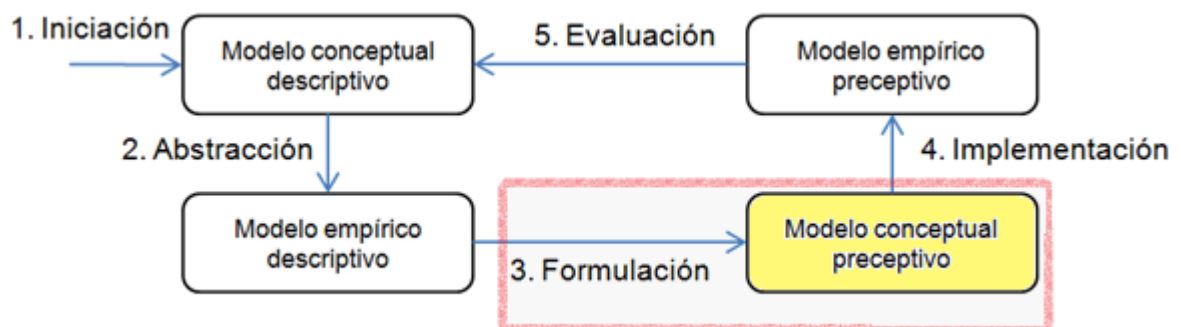 1. Iniciación
Modelo conceptual
descriptivo
5. Evaluación
Modelo empírico
preceptivo
2. Abstracción
4. Implementación
Modelo empírico
descriptivo
3. Formulación
Modelo conceptual
preceptivo